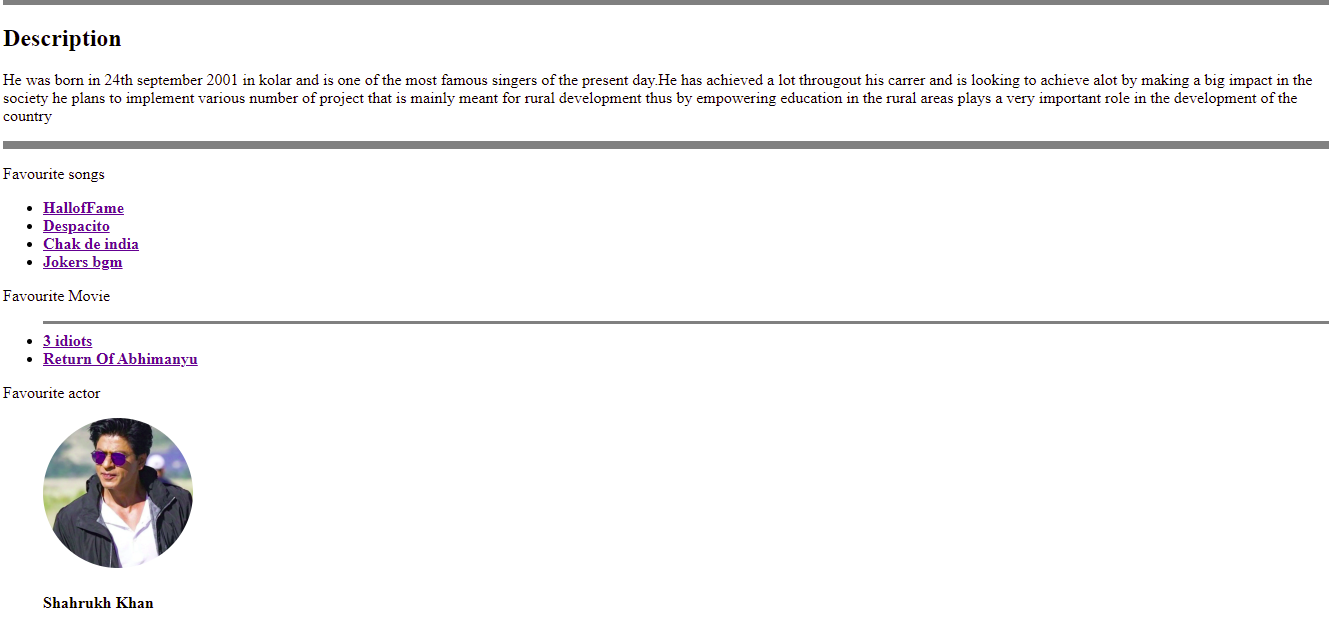 Description
He was born in 24th september 2001 in kolar and is one of the most famous singers of the present day.He has achieved a lot througout his carrer and is looking to achieve alot by making a big impact in the
society he plans to implement various number of project that is mainly meant for rural development thus by empowering education in the rural areas plays a very important role in the development of the
country
Favourite songs
HallofFame
Despacito
Chak de india
Jokers bgm
Favourite Movie
3 idiots
Return Of Abhimanyu
Favourite actor
Shahrukh Khan